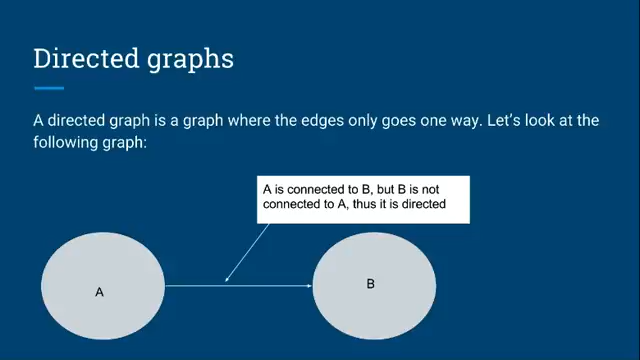 Directed graphs
A directed graph is a graph where the edges only goes one way. Let's look at the
following graph:
A is connected to B, but B is not
connected to A, thus it is directed
A
B